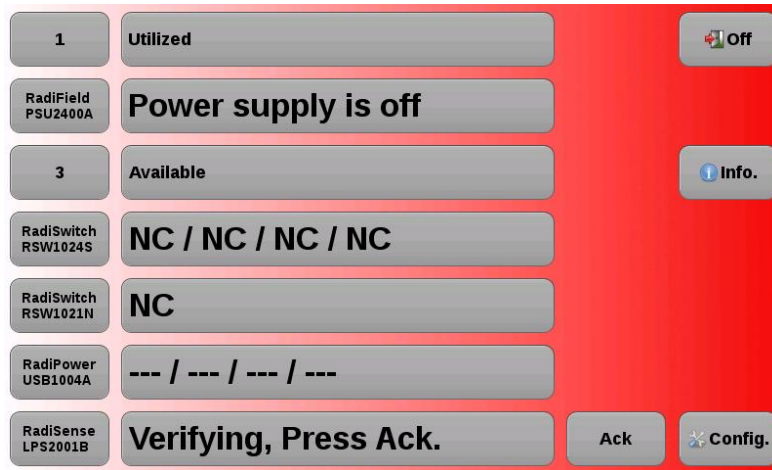 1
Utilized
Off
RadiField
PSU2400A
Power supply is off
3
Available
Info.
RadiSwitch
RSW1024S
NC / NC / NC / NC
RadiSwitch
RSW1021N
NC
RadiPower
USB1004A
--- / --- / --- / ---
RadiSense
LPS2001B
Verifying, Press Ack.
Ack
Config.